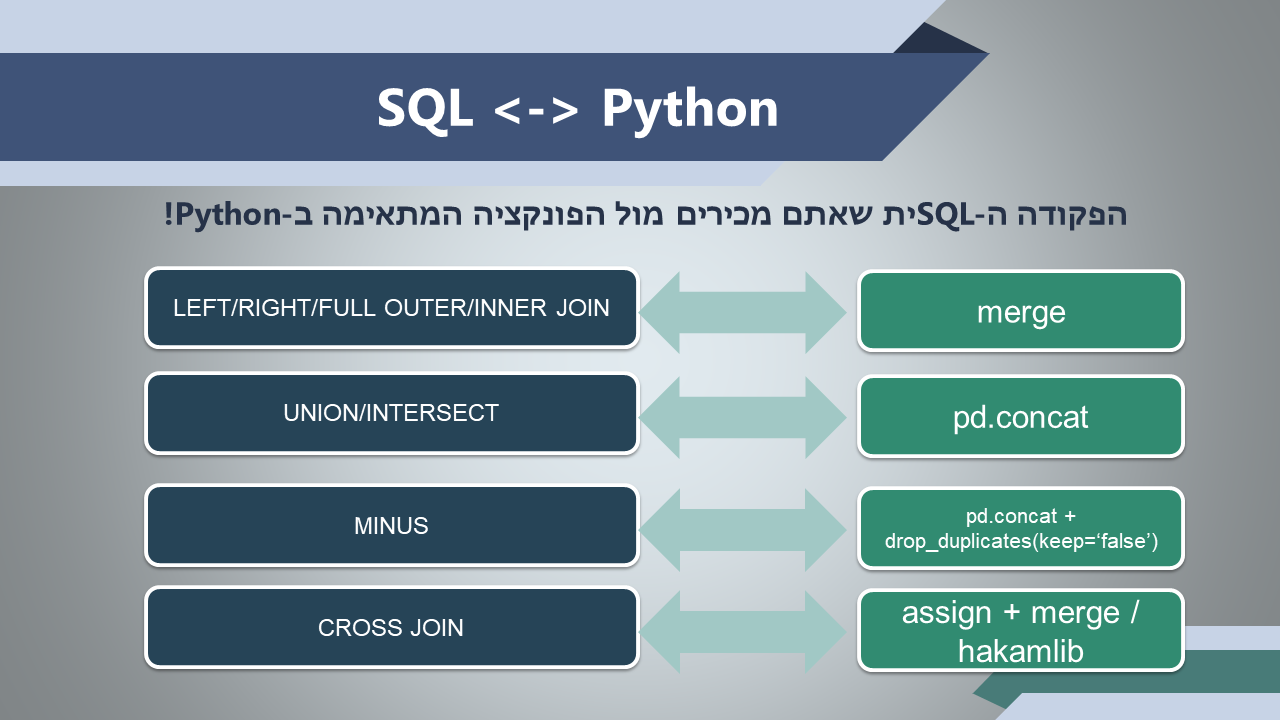 SQL <-> Python
הפקודה ה-SQLית שאתם מכירים מול הפונקציה המתאימה ב-Python!
LEFT/RIGHT/FULL OUTER/INNER JOIN
merge
UNION/INTERSECT
pd.concat
MINUS
pd.concat +
drop_duplicates(keep=‘false’)
CROSS JOIN
assign + merge /
hakamlib